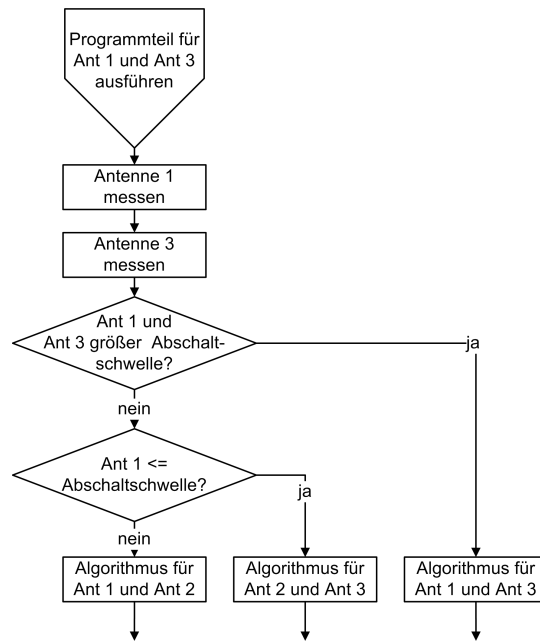 Programmteil für
Ant 1 und Ant 3
ausführen
Antenne 1
messen
Antenne 3
messen
Ant 1 und
Ant 3 größer Abschalt-
schwelle?
ja
nein
Ant 1 <=
Abschaltschwelle?
ja
nein
Algorithmus für
Ant 1 und Ant 2
Algorithmus für
Ant 2 und Ant 3
Algorithmus für
Ant 1 und Ant 3